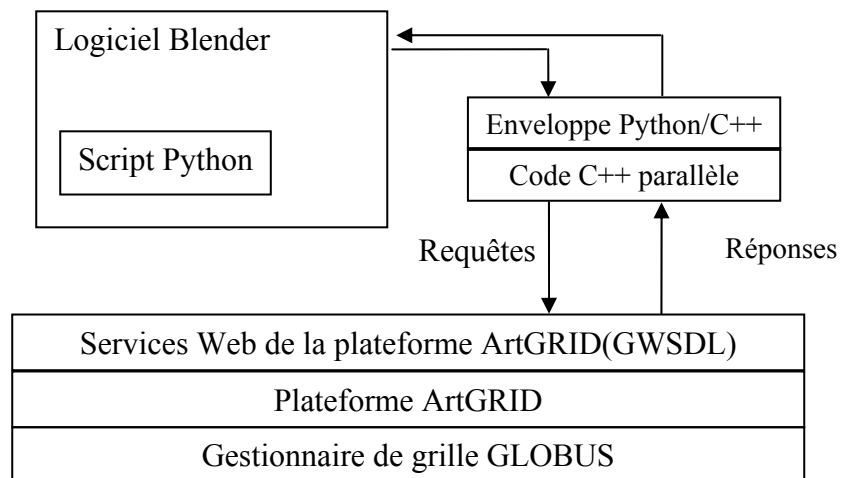 Logiciel Blender
Enveloppe Python/C++
Script Python
Code C++ parallèle
Requêtes
Réponses
Services Web de la plateforme ArtGRID(GWSDL)
Plateforme ArtGRID
Gestionnaire de grille GLOBUS